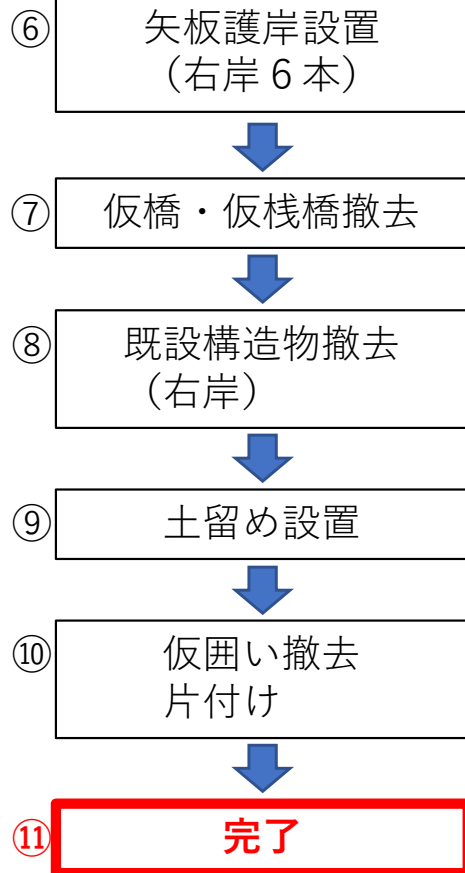 ⑥ 矢板護岸設置
（右岸６本）
⑦ 仮橋・仮桟橋撤去
⑧ 既設構造物撤去
（右岸）
⑨ 土留め設置
⑩ 仮囲い撤去
片付け
⑪ 完了